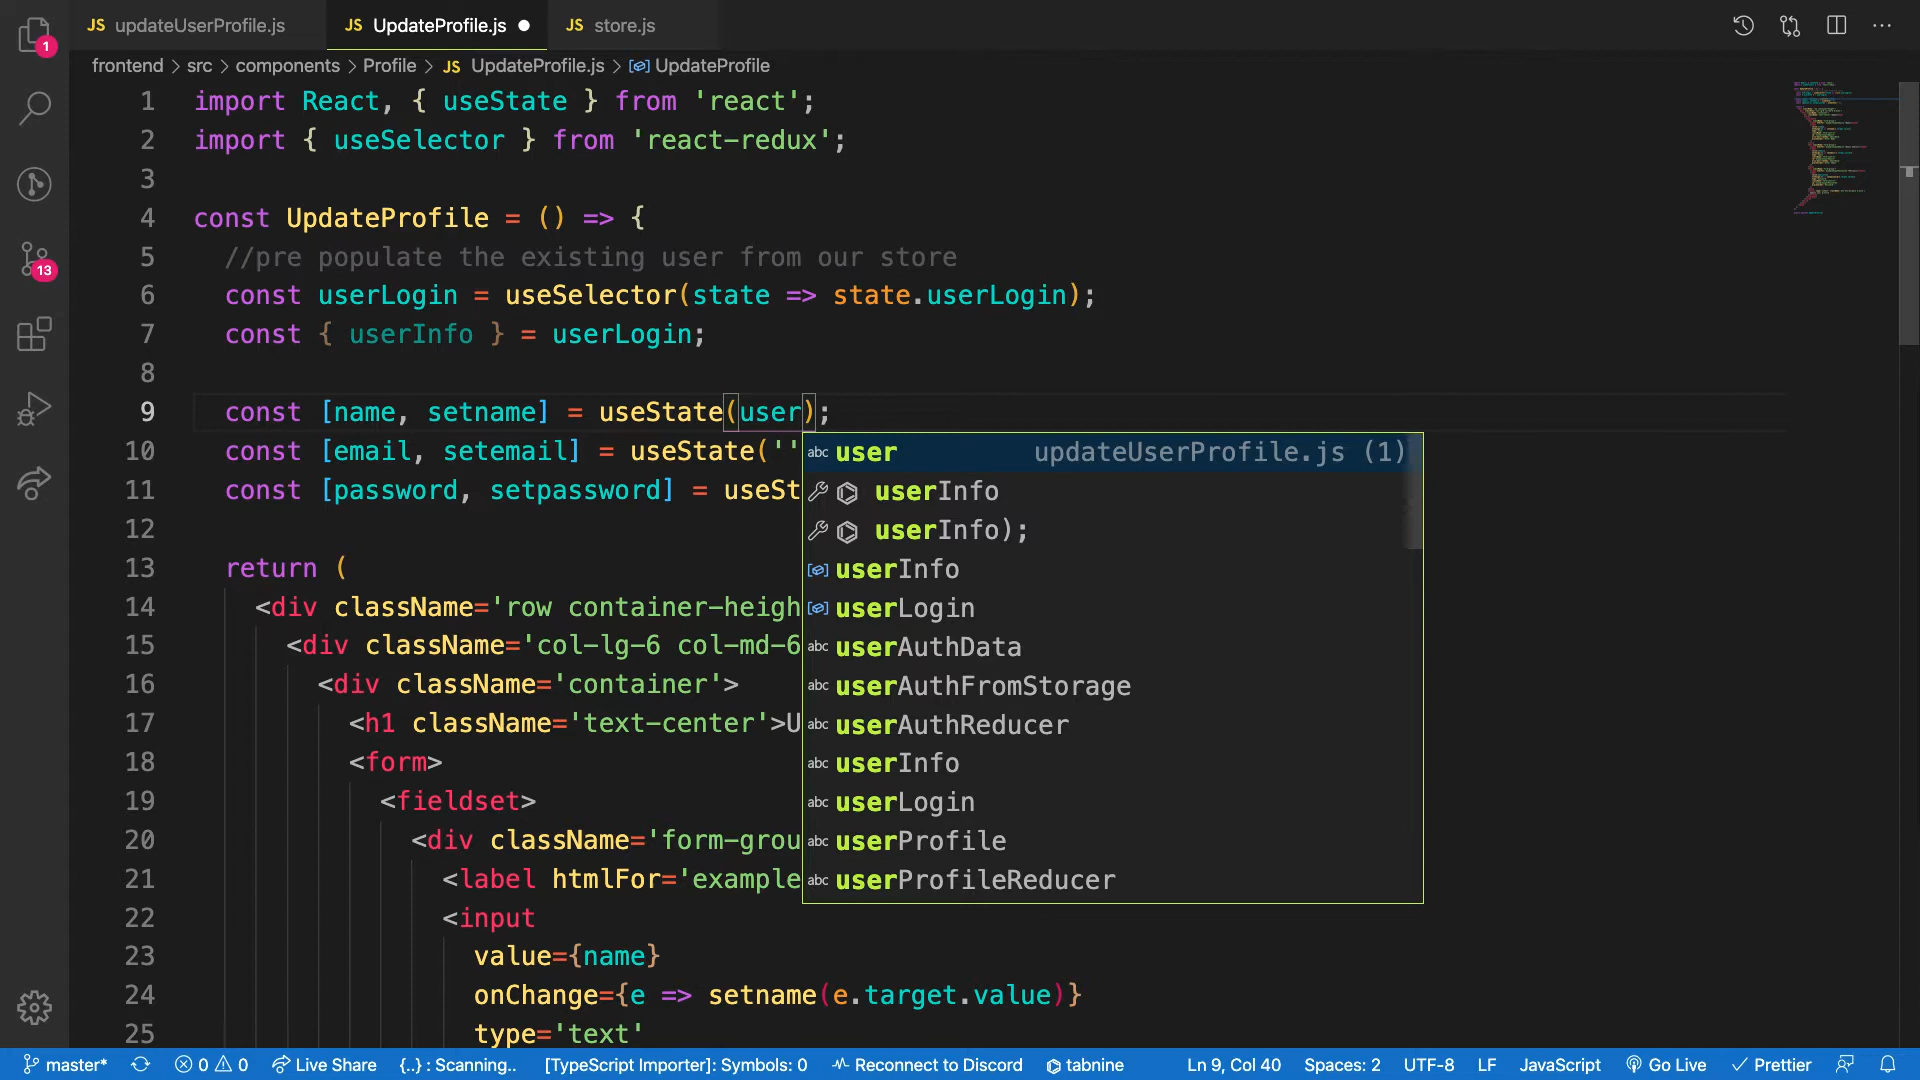 JS updateUserProfile.js JS UpdateProfile.js JS store.js
1
frontend > src > components > Profile > JS UpdateProfile.js > UpdateProfile
1 import React, { useState } from 'react';
2 import { useSelector } from 'react-redux';
3
4 const UpdateProfile = () => {
5 //pre populate the existing user from our store
6 const userLogin = useSelector(state => state.userLogin);
13
7 const { userInfo } = userLogin;
8
9 const [name, setname] = useState(user);
10 const [email, setemail] = useState(''
abc user updateUserProfile.js (1)
11 const [password, setpassword] = useSt
userInfo
12
userInfo);
13 return (
userInfo
14 <div className='row container-heigh
userLogin
15 <div className='col-lg-6 col-md-6
abc userAuthData
16 <div className='container'>
abc userAuthFromStorage
17 <h1 className='text-center'>U
abc userAuthReducer
18 <form>
abc userInfo
19 <fieldset>
abc userLogin
20 <div className='form-grou
abc userProfile
21 <label htmlFor='example
abc userProfileReducer
22 <input
23 value={name}
24 onChange={e => setname(e.target.value)}
25 type='text'
master* 0 0 Live Share {..} : Scanning.. [TypeScript Importer]: Symbols: 0 Reconnect to Discord tabnine Ln 9, Col 40 Spaces: 2 UTF-8 LF JavaScript Go Live Prettier